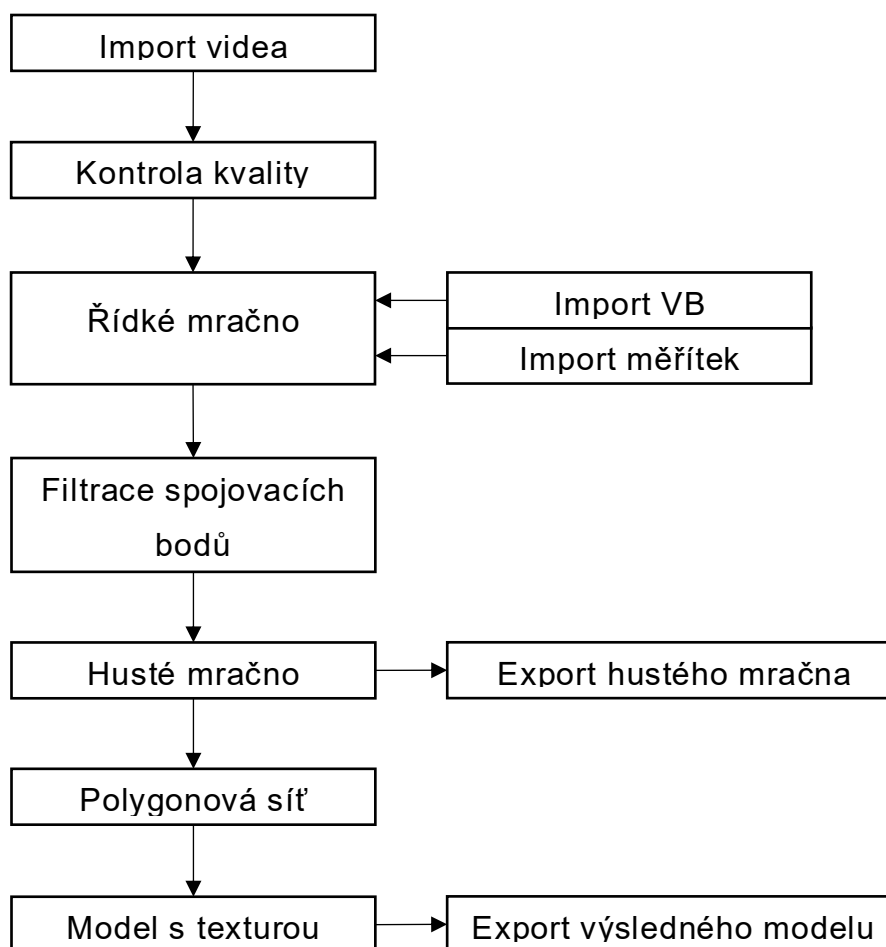 Import videa
Kontrola kvality
Řídké mračno
Import VB
Import měřítek
Filtrace spojovacích
bodů
Husté mračno
Export hustého mračna
Polygonová síť
Model s texturou
Export výsledného modelu